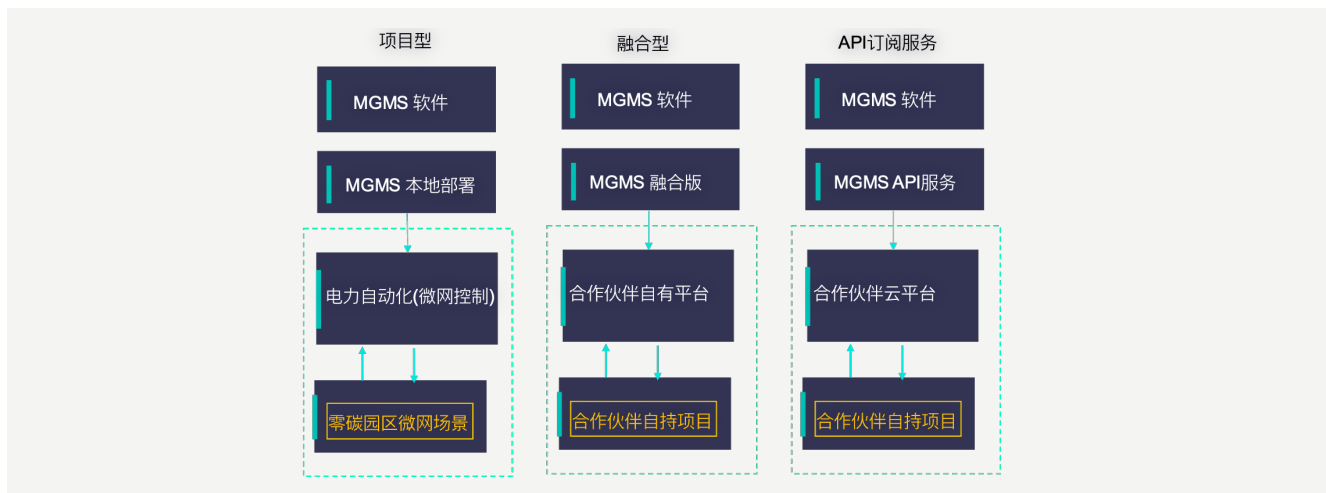 项目型
融合型
API订阅服务
MGMS 软件
MGMS 软件
MGMS 软件
MGMS 本地部署
MGMS 融合版
MGMS API服务
电力自动化(微网控制)
合作伙伴自有平台
合作伙伴云平台
零碳园区微网场景
合作伙伴自持项目
合作伙伴自持项目